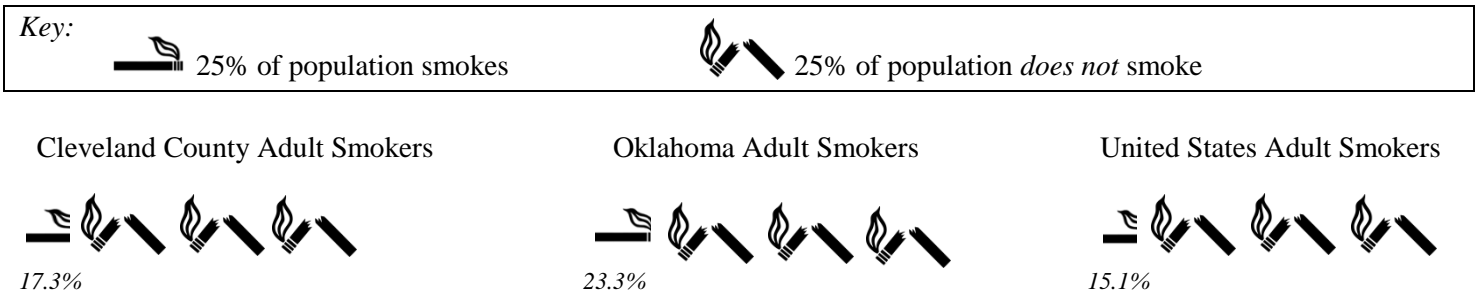 Key:
25% of population smokes 25% of population does not smoke
Cleveland County Adult Smokers Oklahoma Adult Smokers United States Adult Smokers
17.3% 23.3% 15.1%